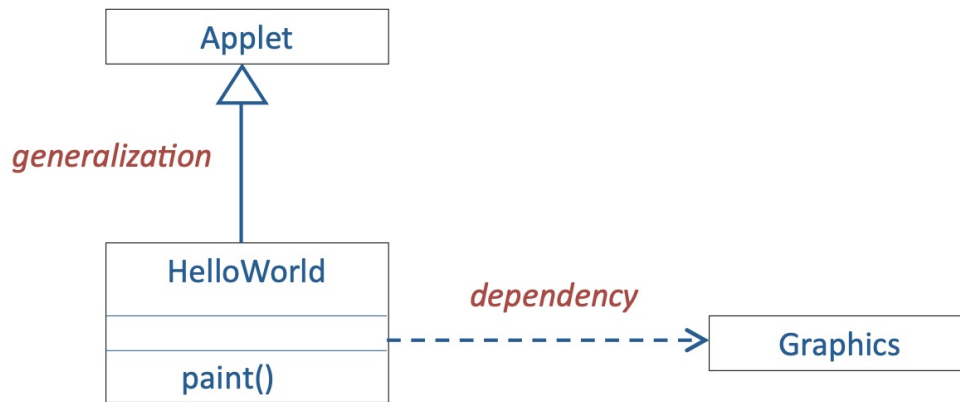 Applet
generalization
HelloWorld
dependency
Graphics
paint()